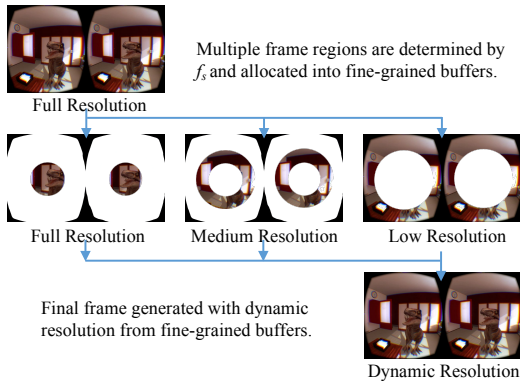 Multiple frame regions are determined by
fs and allocated into fine-grained buffers.
Full Resolution
Full Resolution
Medium Resolution
Low Resolution
Final frame generated with dynamic
resolution from fine-grained buffers.
Dynamic Resolution